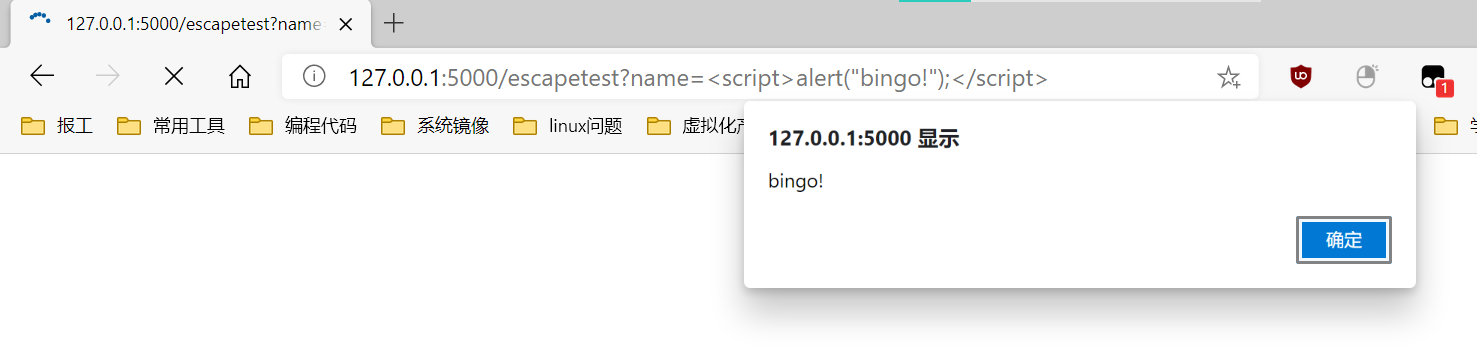 127.0.0.1:5000/escapetest?name
127.0.0.1:5000/escapetest?name=<script>alert("bingo!");</script>
1
报工 常用工具 编程代码 系统镜像 linux问题 虚拟化产
127.0.0.1:5000 显示
bingo!
确定